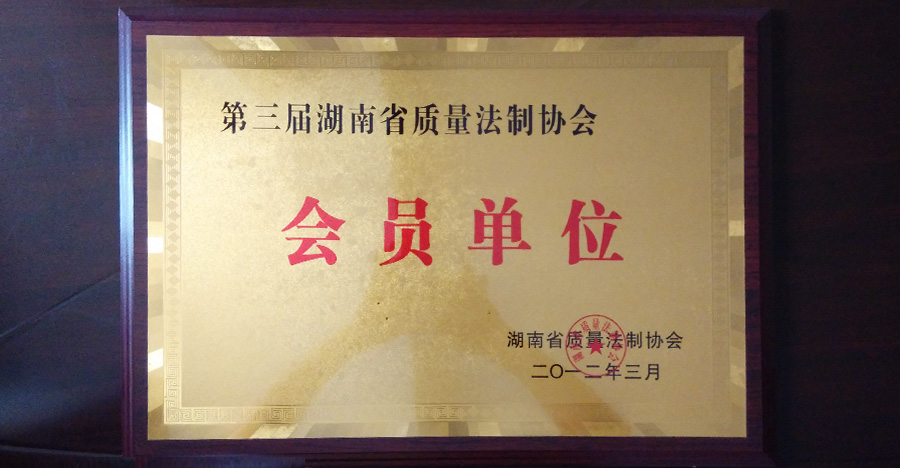 第三届湖南省质量法制协会
会员单位
湖南省质量法制协会
二〇一二年三月